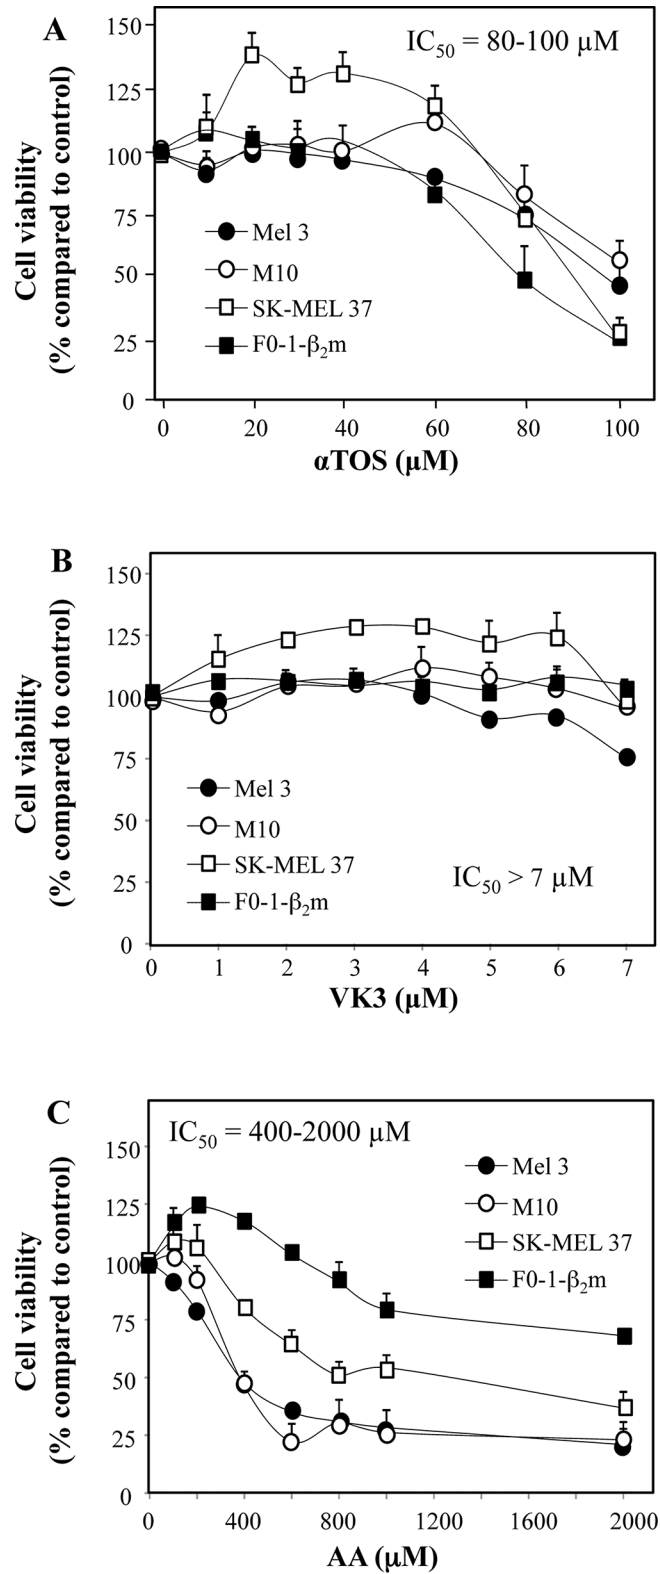 A
IC50 = 80-100 µM
Cell viability
(% compared to control)
150
125
100
75
50
25
0
Mel 3
M10
SK-MEL 37
F0-1-β2m
0 20 40 60 80 100
αTOS (µM)
B
Cell viability
(% compared to control)
150
125
100
75
50
25
0
Mel 3
M10
SK-MEL 37
F0-1-β2m
IC50 > 7 µM
0 1 2 3 4 5 6 7
VK3 (µM)
C
IC50 = 400-2000 µM
Cell viability
(% compared to control)
150
125
100
75
50
25
0
Mel 3
M10
SK-MEL 37
F0-1-β2m
0 400 800 1200 1600 2000
AA (µM)